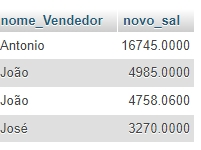 nome_Vendedor novo_sal
Antonio 16745.0000
João 4985.0000
João 4758.0600
José 3270.0000